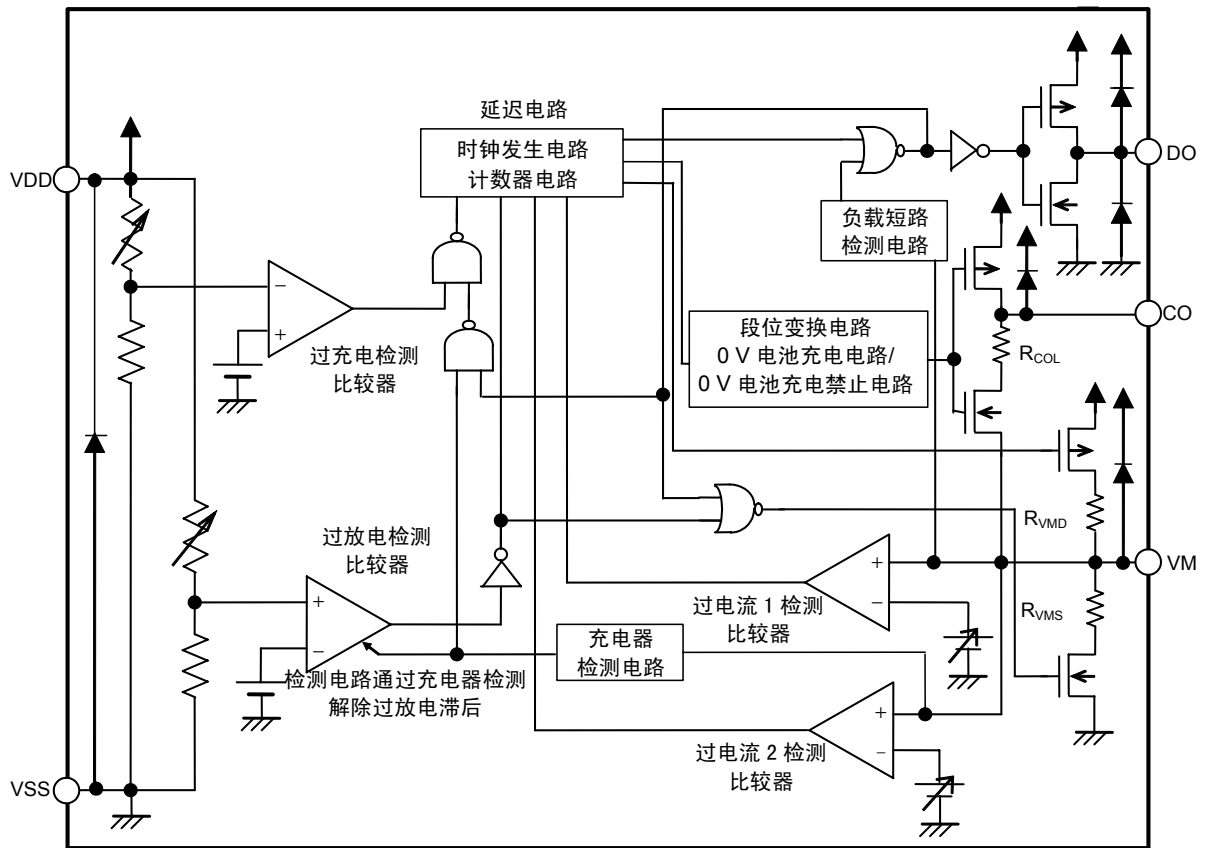 延迟电路
时钟发生电路
计数器电路
VDD
DO
负载短路
检测电路
−
+
过充电检测
比较器
段位变换电路
0 V 电池充电电路/
0 V 电池充电禁止电路
CO
RCOL
过放电检测
比较器
RVMD
+
−
+
−
VM
过电流 1 检测
比较器
RVMS
充电器
检测电路
检测电路通过充电器检测
解除过放电滞后
+
−
过电流 2 检测
比较器
VSS